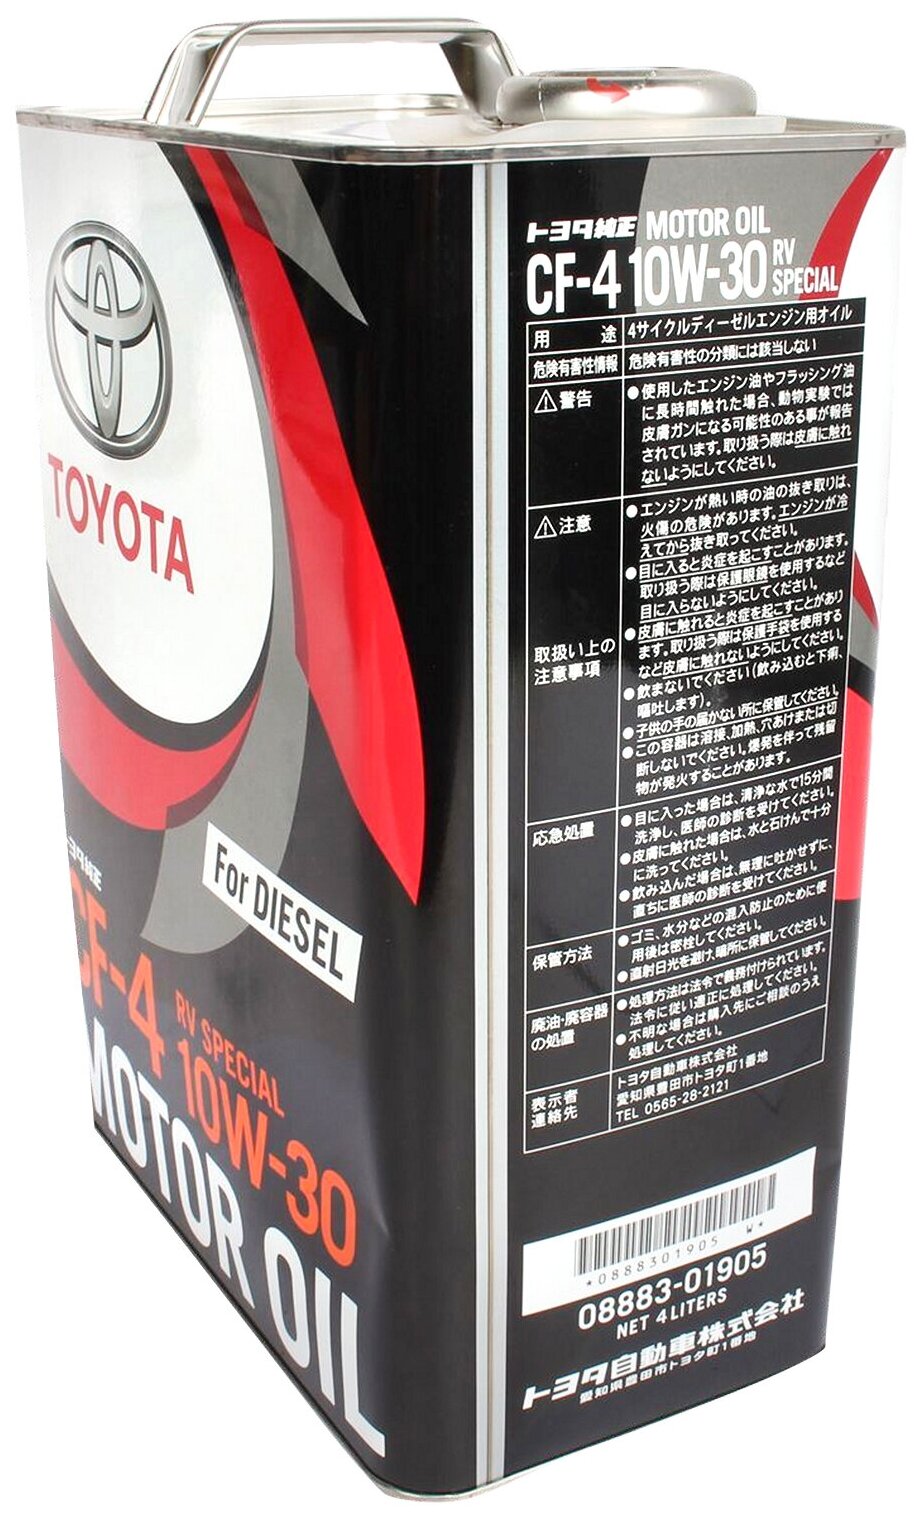 TOYOTA
For DIESEL
トヨタ純正
CF-4
RV SPECIAL
10W-30
MOTOR OIL
トヨタ純正 MOTOR OIL
CF-4 10W-30 RV SPECIAL
用途 4サイクルディーゼルエンジン用オイル
危険有害性情報 危険有害性の分類には該当しない
⚠警告
●使用したエンジン油やフラッシング油
に長時間触れた場合、動物実験では
皮膚ガンになる可能性のある事が報告
されています。取り扱う際は皮膚に触れ
ないようにしてください。
取扱い上の
注意事項
⚠注意
●エンジンが熱い時の油の抜き取りは、
火傷の危険があります。エンジンが冷
えてから抜き取ってください。
●目に入ると炎症を起こすことがあります。
取り扱う際は保護眼鏡を使用するなど
目に入らないようにしてください。
●皮膚に触れると炎症を起こすことがあり
ます。取り扱う際は保護手袋を使用する
など皮膚に触れないようにしてください。
●飲まないでください(飲み込むと下痢、
嘔吐します)。
●子供の手の届かない所に保管してください。
●この容器は溶接、加熱、穴あけまたは切
断しないでください。爆発を伴って残留
物が発火することがあります。
応急処置
●目に入った場合は、清浄な水で15分間
洗浄し、医師の診断を受けてください。
●皮膚に触れた場合は、水と石けんで十分
に洗ってください。
●飲み込んだ場合は、無理に吐かせずに、
直ちに医師の診断を受けてください。
保管方法
●ゴミ、水分などの混入防止のために使
用後は密栓してください。
●直射日光を避け、暗所に保管してください。
廃油・廃容器
の処置
●処理方法は法令で義務付けられています。
法令に従い適正に処理してください。
●不明な場合は購入先にご相談のうえ
処理してください。
表示者
連絡先
トヨタ自動車株式会社
愛知県豊田市トヨタ町1番地
TEL 0565-28-2121
*0888301905 W*
08883-01905
NET 4LITERS
トヨタ自動車株式会社
愛知県豊田市トヨタ町1番地